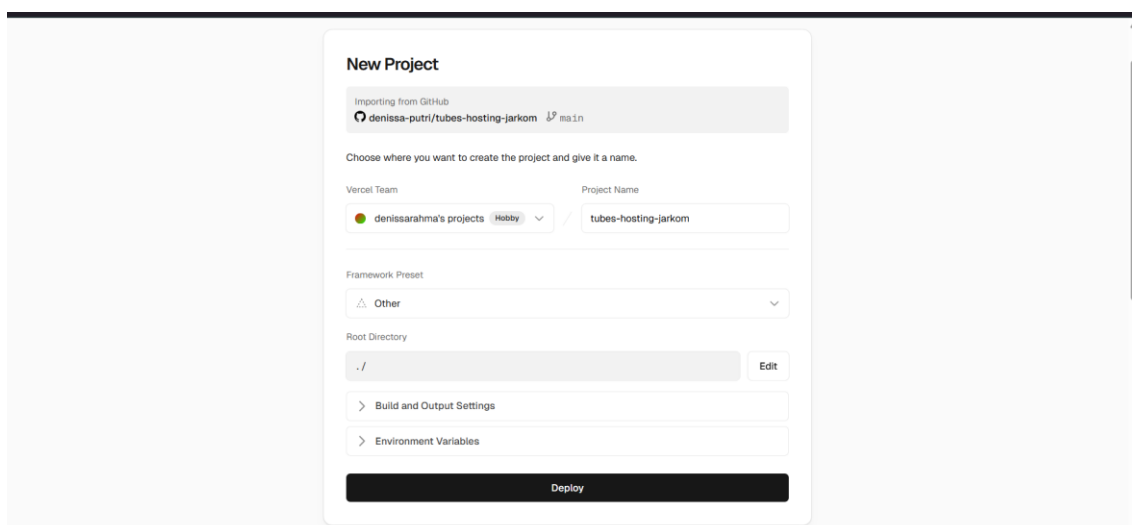 New Project
Importing from GitHub
denissa-putri/tubes-hosting-jarkom main
Choose where you want to create the project and give it a name.
Vercel Team
Project Name
denissarahma's projects Hobby
/
tubes-hosting-jarkom
Framework Preset
Other
Root Directory
./
Edit
Build and Output Settings
Environment Variables
Deploy